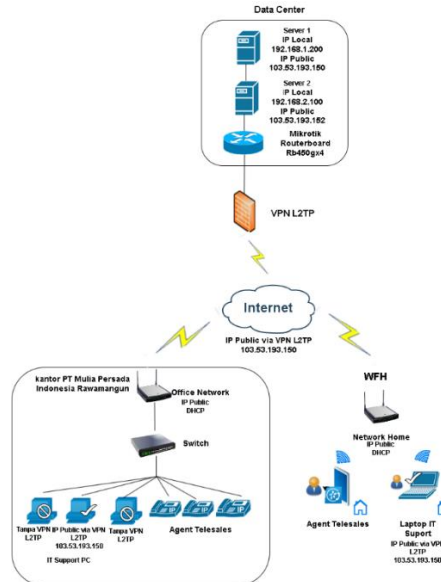 Data Center
Server 1
IP Local
192.168.1.200
IP Public
103.53.193.150
Server 2
IP Local
192.168.2.100
IP Public
103.53.193.152
Mikrotik
Routerboard
Rb450gx4
VPN L2TP
Internet
IP Public via VPN L2TP
103.53.193.150
kantor PT Mulia Persada
Indonesia Rawamangun
Office Network
IP Public
DHCP
Switch
Tanpa VPN
L2TP
IP Public via VPN
L2TP
103.53.193.150
Tanpa VPN
L2TP
Agent Telesales
IT Support PC
WFH
Network Home
IP Public
DHCP
Agent Telesales
Laptop IT
Suport
IP Public via VPN
L2TP
103.53.193.150